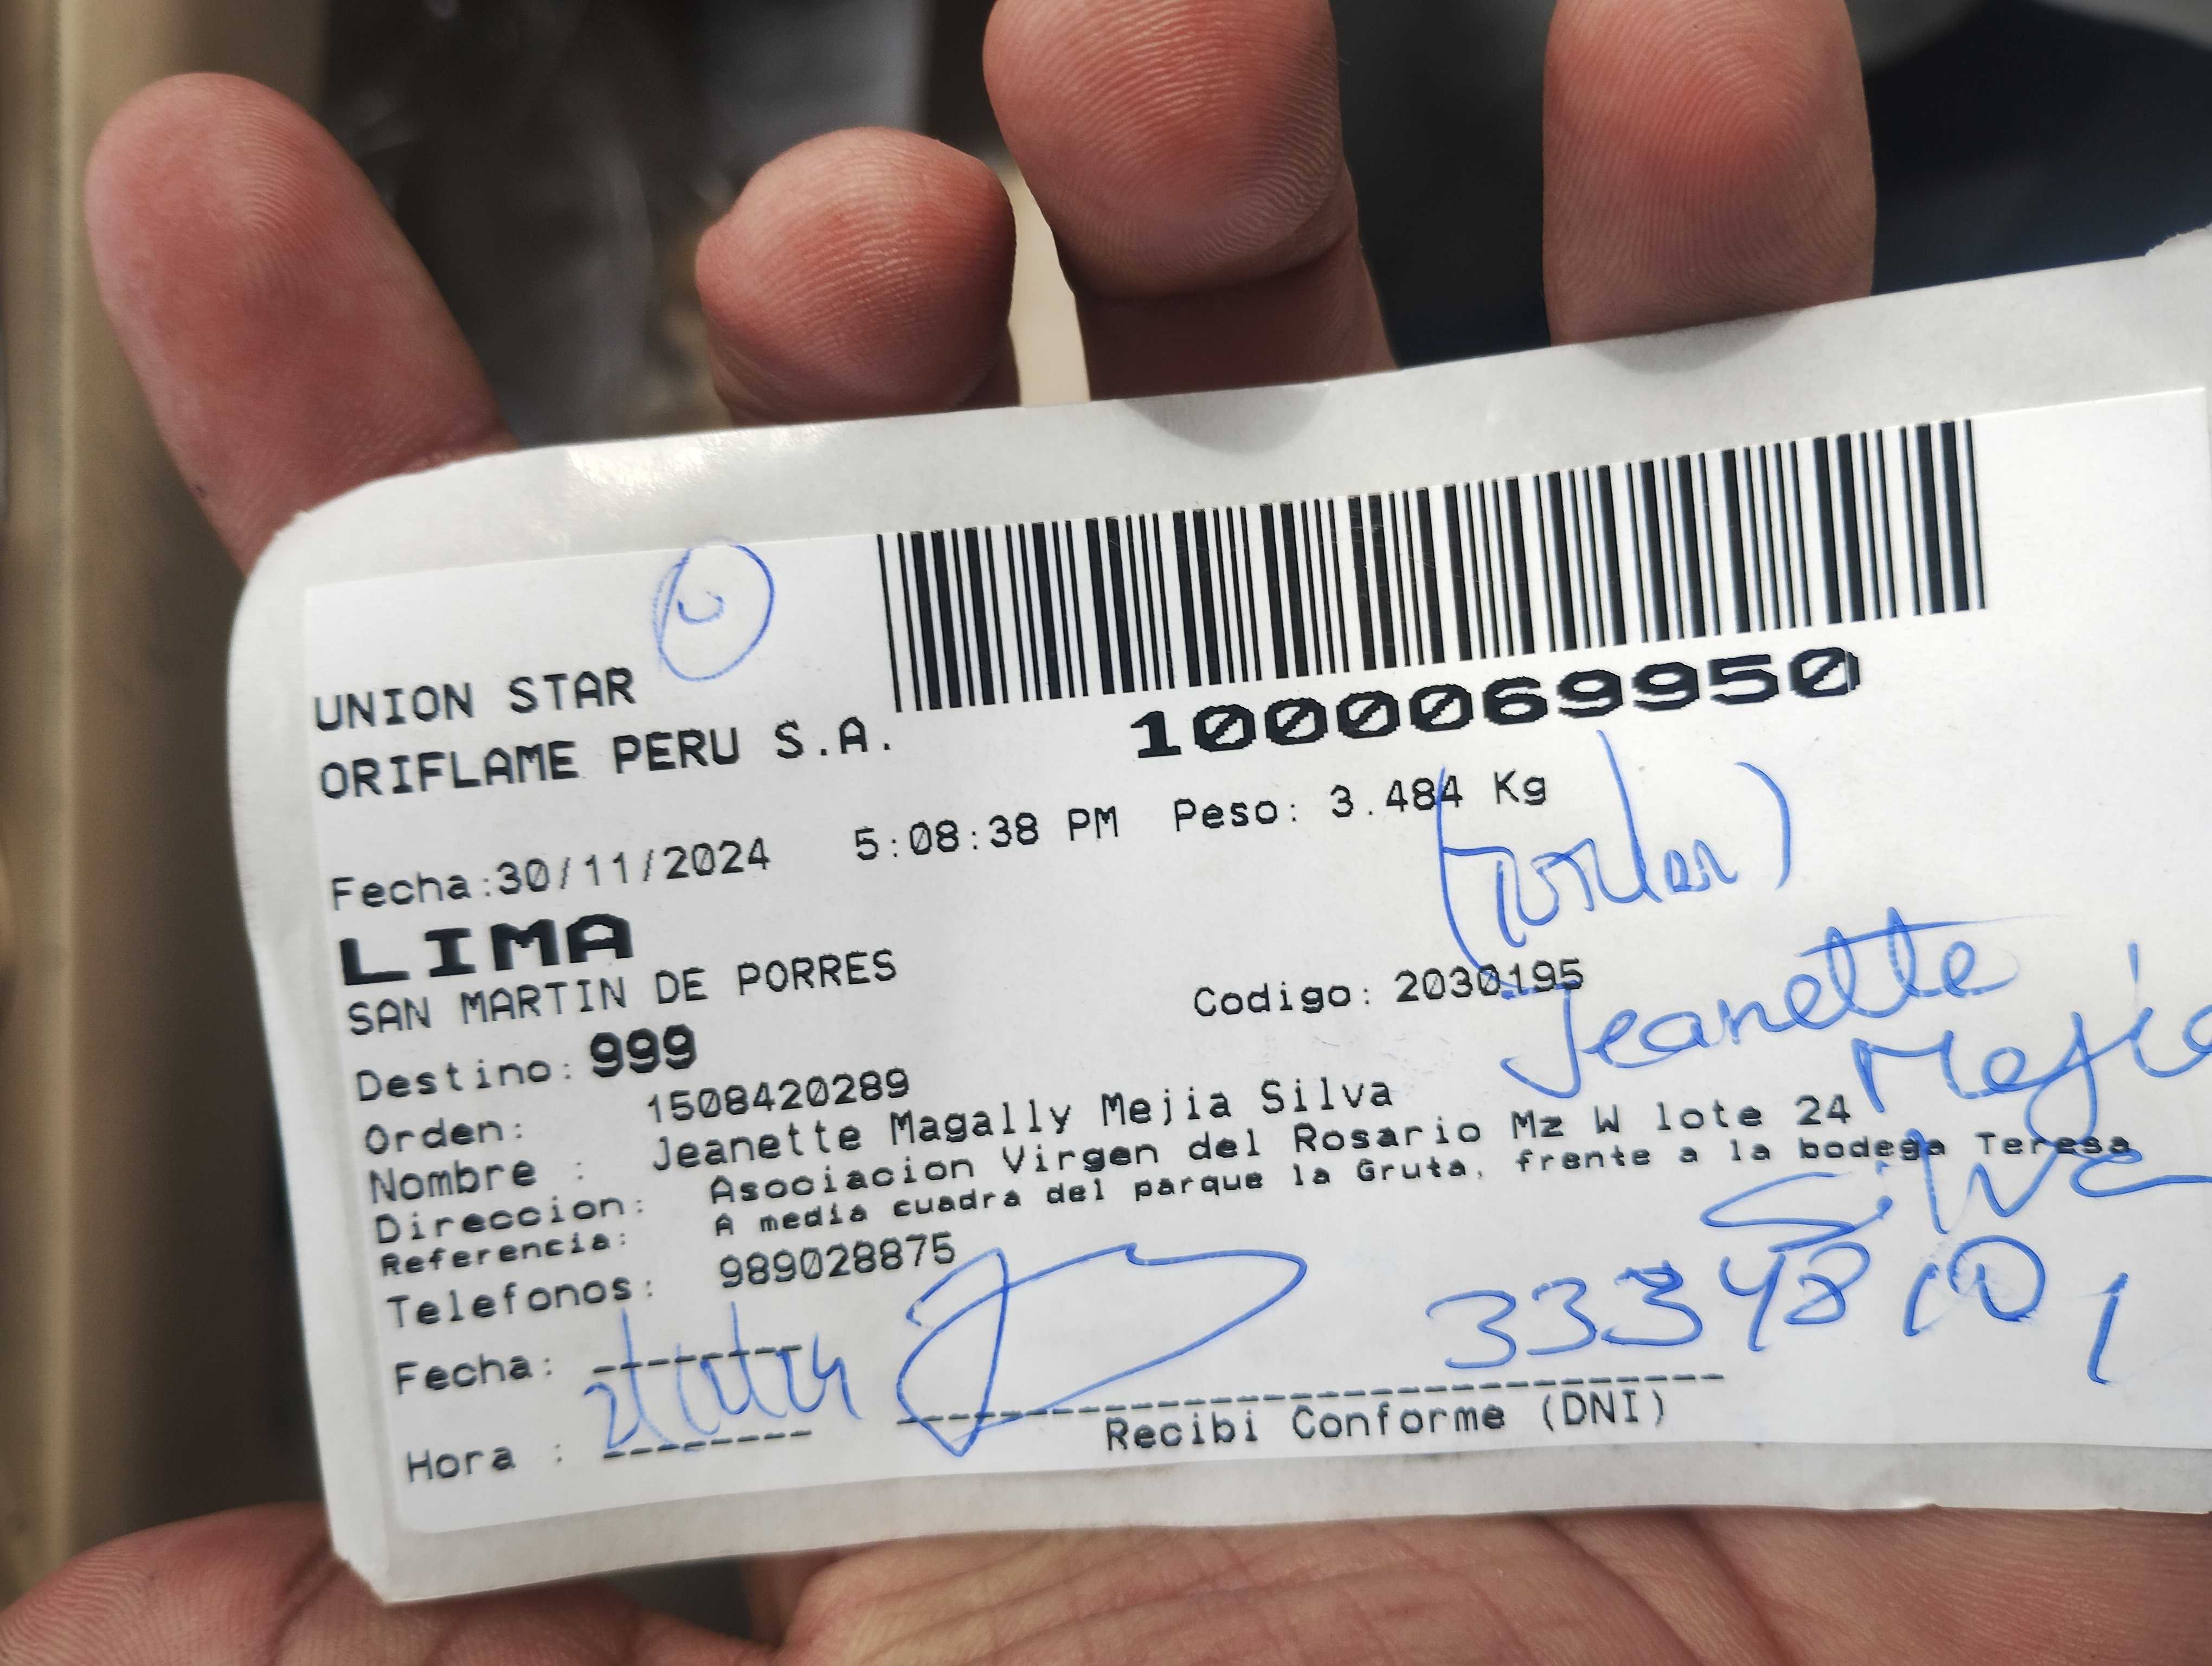 UNION STAR
ORIFLAME PERU S.A.
1000069950
Fecha:30/11/2024 5:08:38 PM Peso: 3.484 Kg
LIMA
SAN MARTIN DE PORRES
Codigo: 2030195
Destino: 999
Orden: 1508420289
Nombre : Jeanette Magally Mejia Silva
Direccion: Asociacion Virgen del Rosario Mz W lote 24
Referencia: A media cuadra del parque la Gruta, frente a la bodega Teresa
Telefonos: 989028875
Jeanette
Mejia
Silva
Fecha: --------
Hora : --------
Recibi Conforme (DNI)